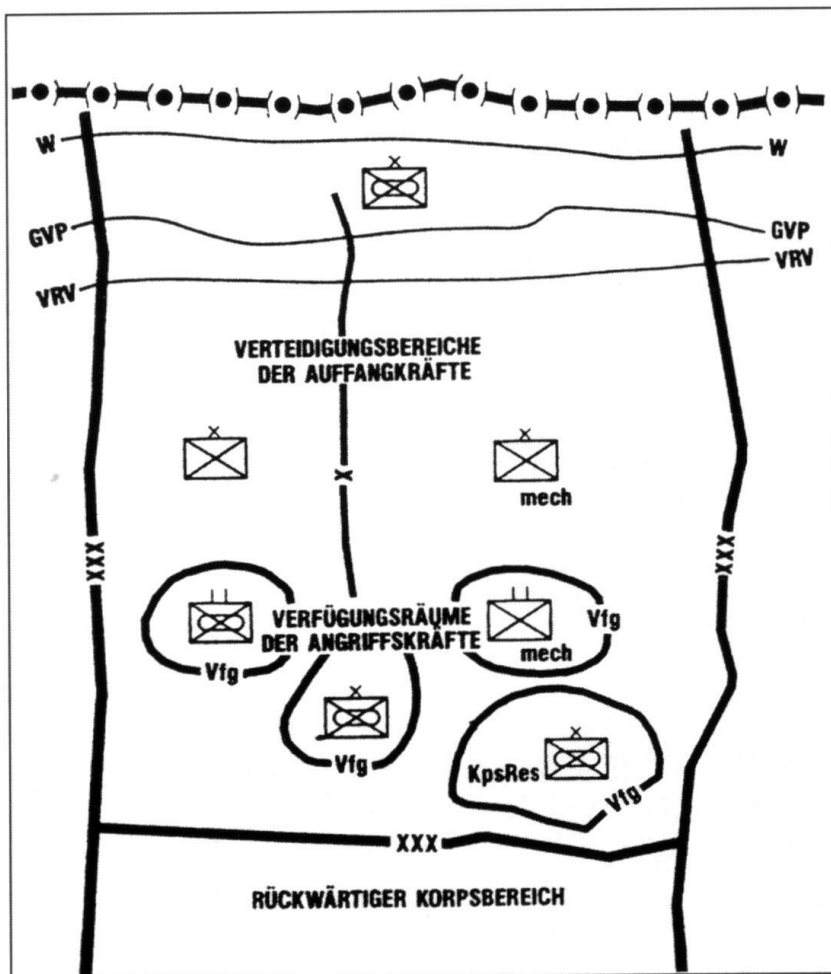 W
W
GVP
GVP
VRV
VRV
VERTEIDIGUNGSBEREICHE
DER AUFFANGKRÄFTE
X
X
X
mech
XXX
XXX
VERFÜGUNGSRÄUME
DER ANGRIFFSKRÄFTE
Vfg
mech
Vfg
Vfg
KpsRes
Vfg
XXX
RÜCKWÄRTIGER KORPSBEREICH